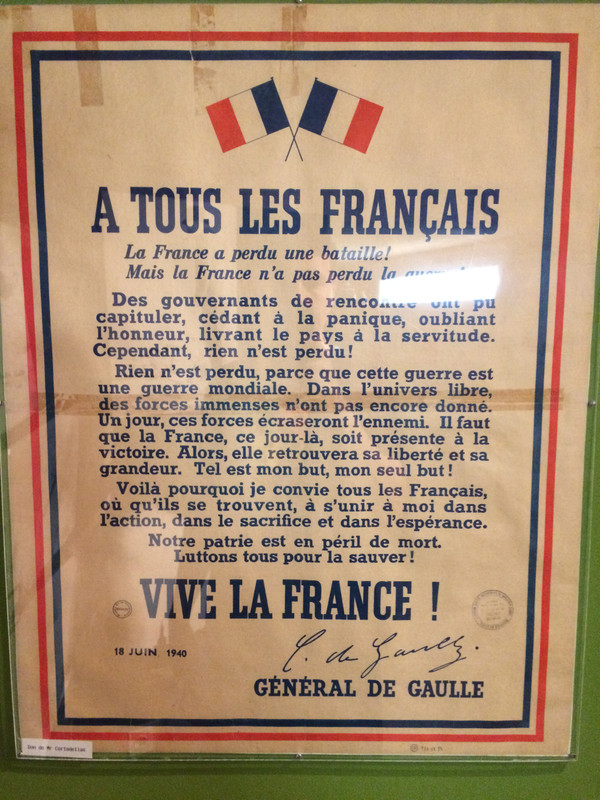 A TOUS LES FRANÇAIS
La France a perdu une bataille!
Mais la France n'a pas perdu la
Des gouvernants de rencontre ont pu
capituler, cédant à la panique, oubliant
l'honneur, livrant le pays à la servitude.
Cependant, rien n'est perdu!
Rien n'est perdu, parce que cette guerre est
une guerre mondiale. Dans l'univers libre,
des forces immenses n'ont pas encore donné.
Un jour, ces forces écraseront l'ennemi. Il faut
que la France, ce jour-là, soit présente à la
victoire. Alors, elle retrouvera sa liberté et sa
grandeur. Tel est mon but, mon seul but!
Voilà pourquoi je convie tous les Français,
où qu'ils se trouvent, à s'unir à moi dans
l'action, dans le sacrifice et dans l'espérance.
Notre patrie est en péril de mort.
Luttons tous pour la sauver!
VIVE LA FRANCE !
18 JUIN 1940
C. de Gaulle.
GÉNÉRAL DE GAULLE
Don de Mr